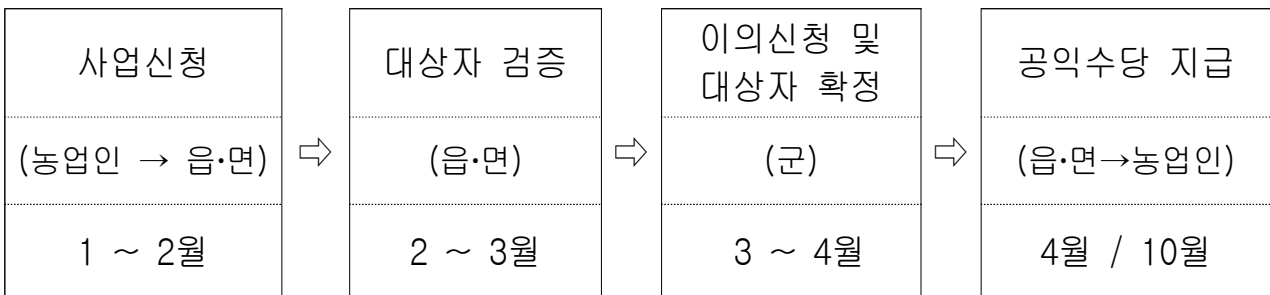 사업신청
(농업인 → 읍·면)
1 ~ 2월
⇨
대상자 검증
(읍·면)
2 ~ 3월
⇨
이의신청 및
대상자 확정
(군)
3 ~ 4월
⇨
공익수당 지급
(읍·면→농업인)
4월 / 10월